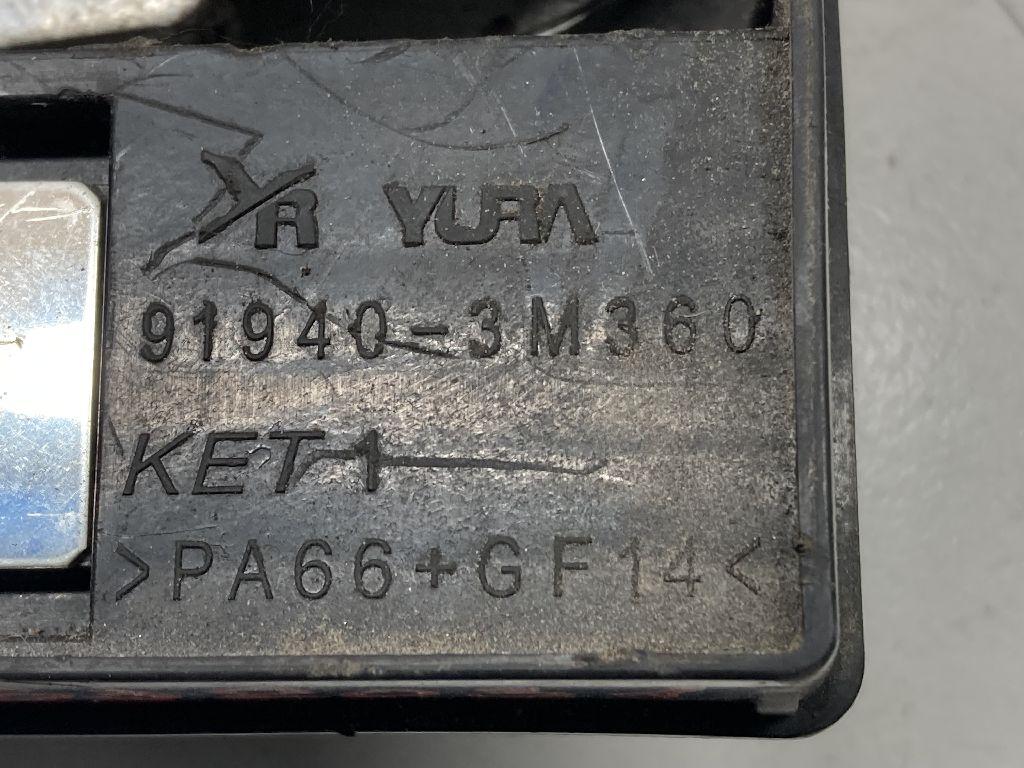 YR YURA
91940-3M360
KET 1
>PA66+GF14<